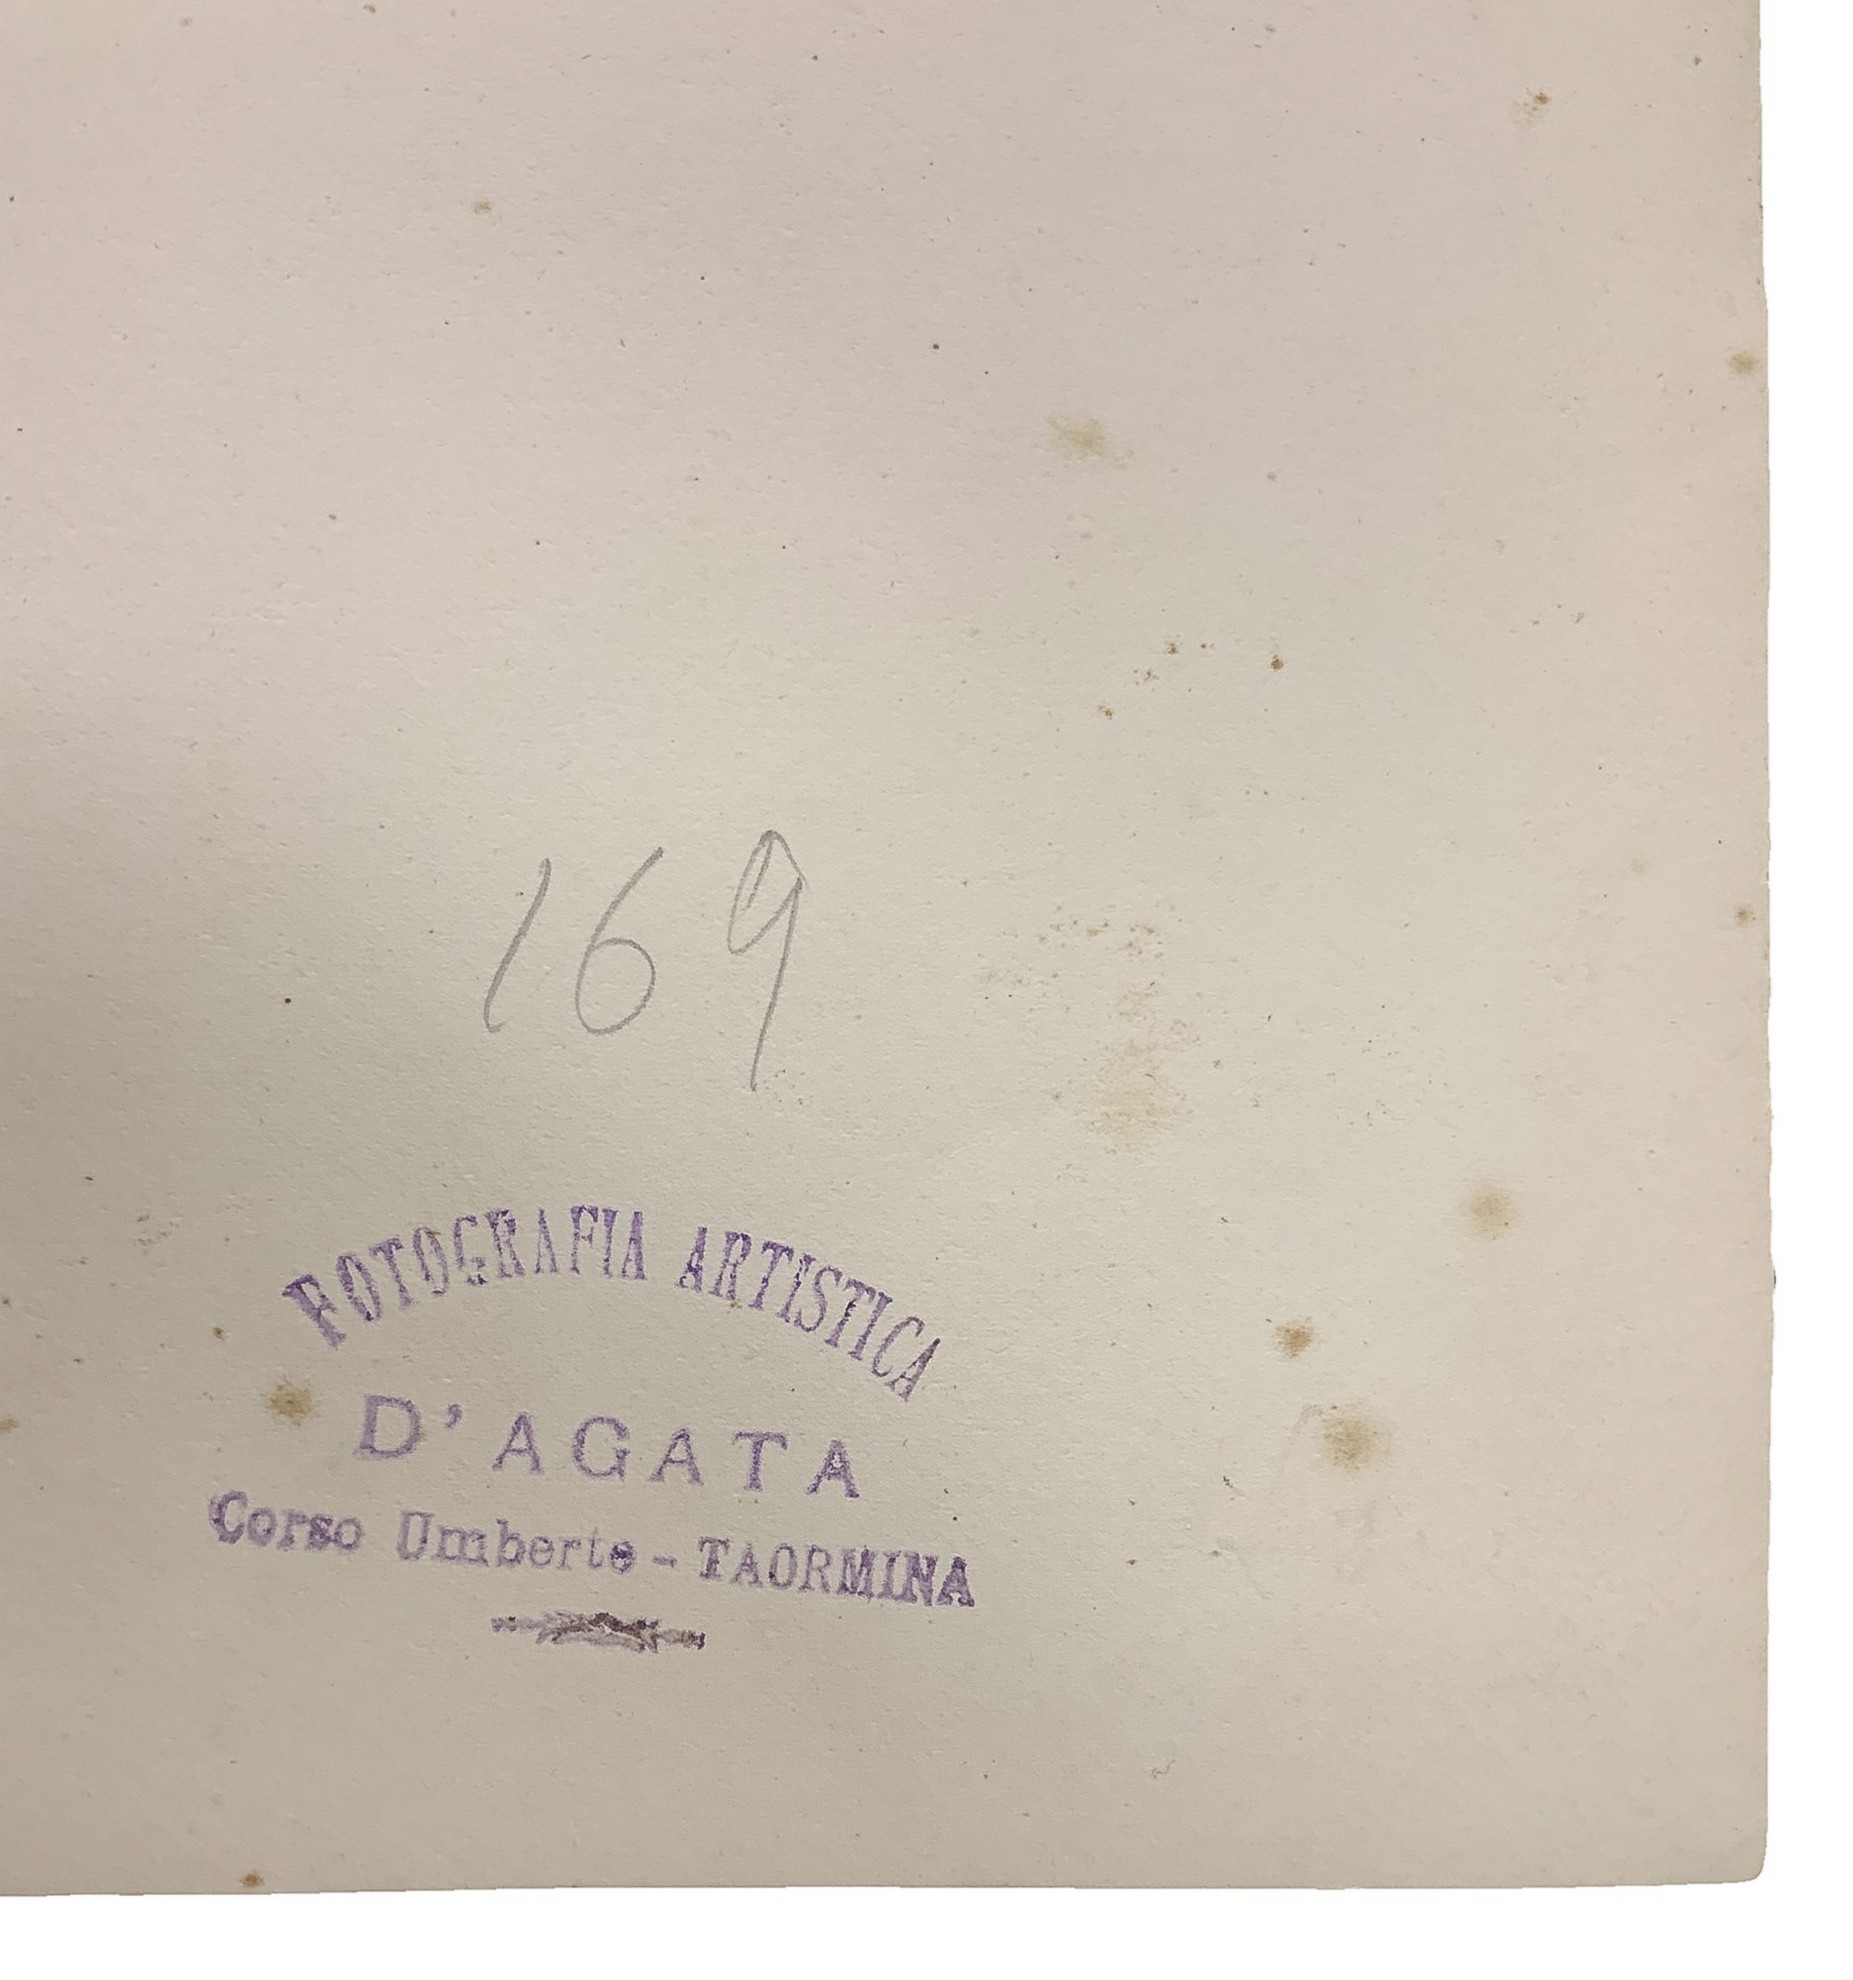 169
FOTOGRAFIA ARTISTICA
D'AGATA
Corso Umberto - TAORMINA